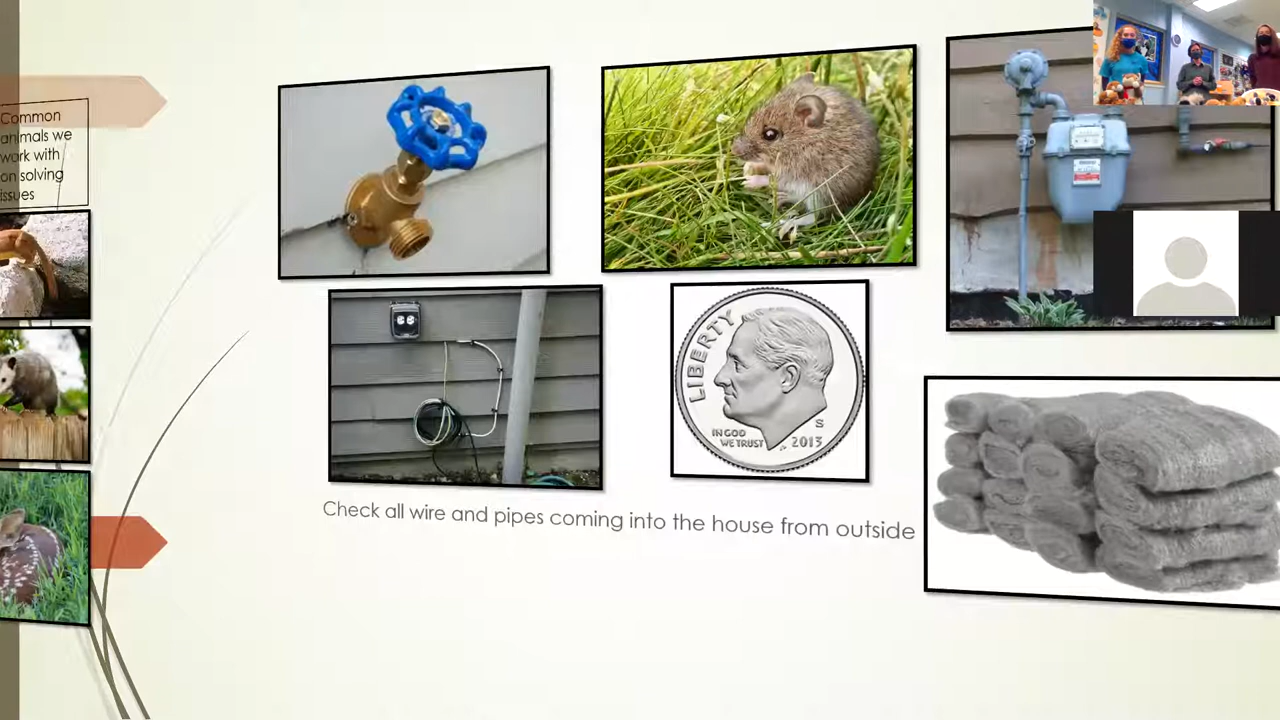 Common
animals we
work with
on solving
issues
LIBERTY
IN GOD
WE TRUST
S
2013
Check all wire and pipes coming into the house from outside